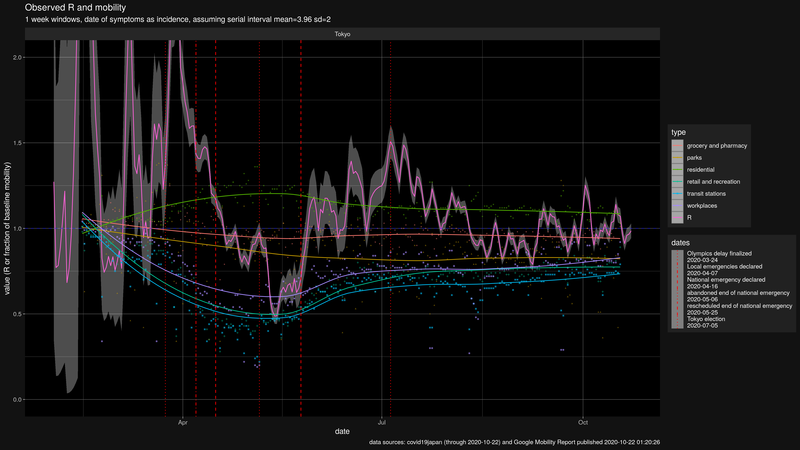 Observed R and mobility
1 week windows, date of symptoms as incidence, assuming serial interval mean=3.96 sd=2
Tokyo
2.0
1.5
1.0
0.5
0.0
value (R or fraction of baseline mobility)
Apr
Jul
Oct
date
type
grocery and pharmacy
parks
residential
retail and recreation
transit stations
workplaces
R
dates
Olympics delay finalized
2020-03-24
Local emergencies declared
2020-04-07
National emergency declared
2020-04-16
abandoned end of national emergency
2020-05-06
rescheduled end of national emergency
2020-05-25
Tokyo election
2020-07-05
data sources: covid19japan (through 2020-10-22) and Google Mobility Report published 2020-10-22 01:20:26